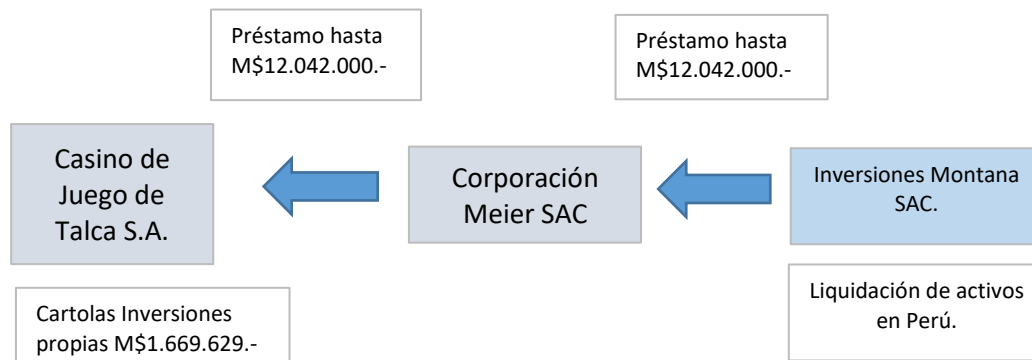 Préstamo hasta
M$12.042.000.-
Préstamo hasta
M$12.042.000.-
Casino de
Juego de
Talca S.A.
Corporación
Meier SAC
Inversiones Montana
SAC.
Cartolas Inversiones
propias M$1.669.629.-
Liquidación de activos
en Perú.